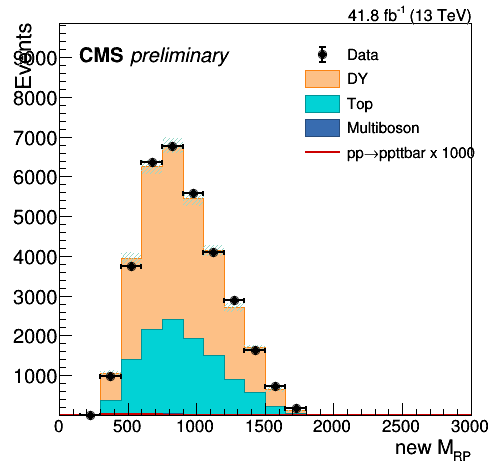 41.8 fb⁻¹ (13 TeV)
Events
CMS preliminary
Data
DY
Top
Multiboson
pp→ppttbar x 1000
9000
8000
7000
6000
5000
4000
3000
2000
1000
0 500 1000 1500 2000 2500 3000
new M_RP